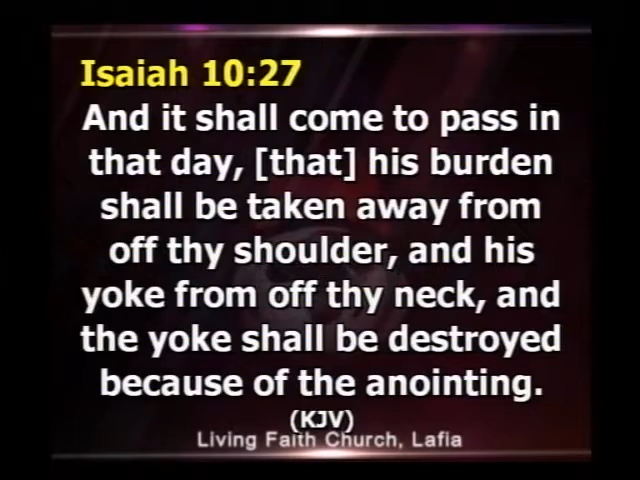 Isaiah 10:27
And it shall come to pass in
that day, [that] his burden
shall be taken away from
off thy shoulder, and his
yoke from off thy neck, and
the yoke shall be destroyed
because of the anointing.
(KJV)
Living Faith Church, Lafia